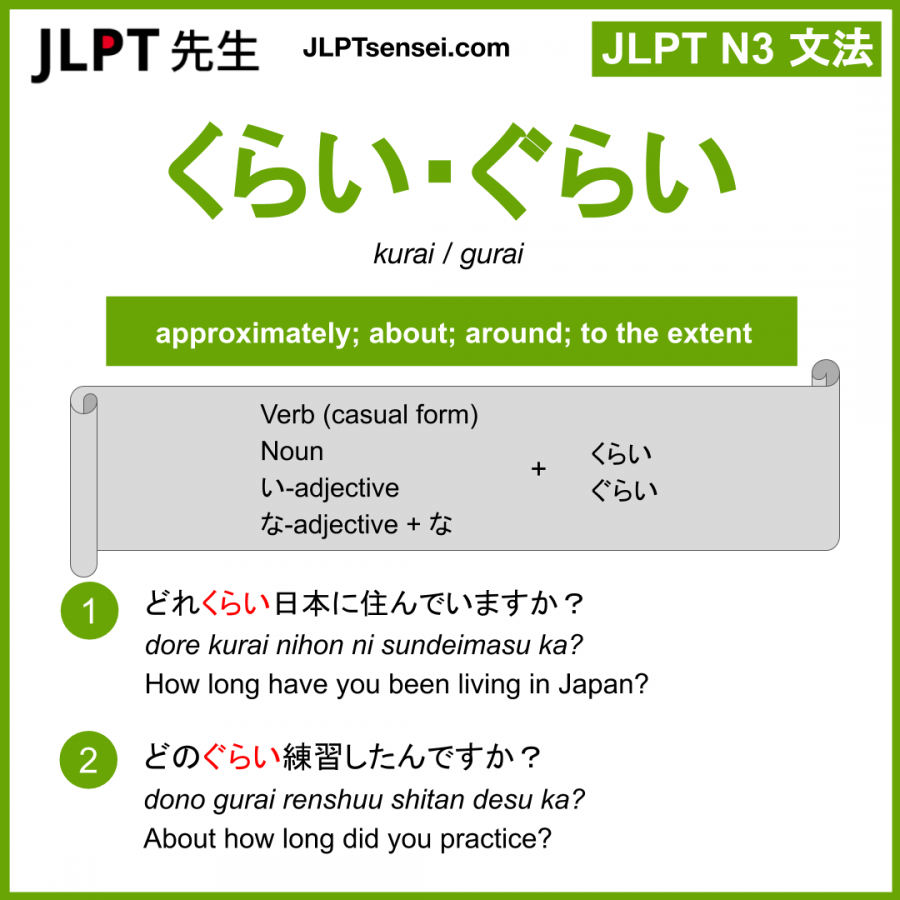 JLPT 先生
JLPTsensei.com
JLPT N3 文法
くらい・ぐらい
kurai / gurai
approximately; about; around; to the extent
Verb (casual form)
Noun
い-adjective
な-adjective + な
+
くらい
ぐらい
1
どれくらい日本に住んでいますか？
dore kurai nihon ni sundeimasu ka?
How long have you been living in Japan?
2
どのぐらい練習したんですか？
dono gurai renshuu shitan desu ka?
About how long did you practice?